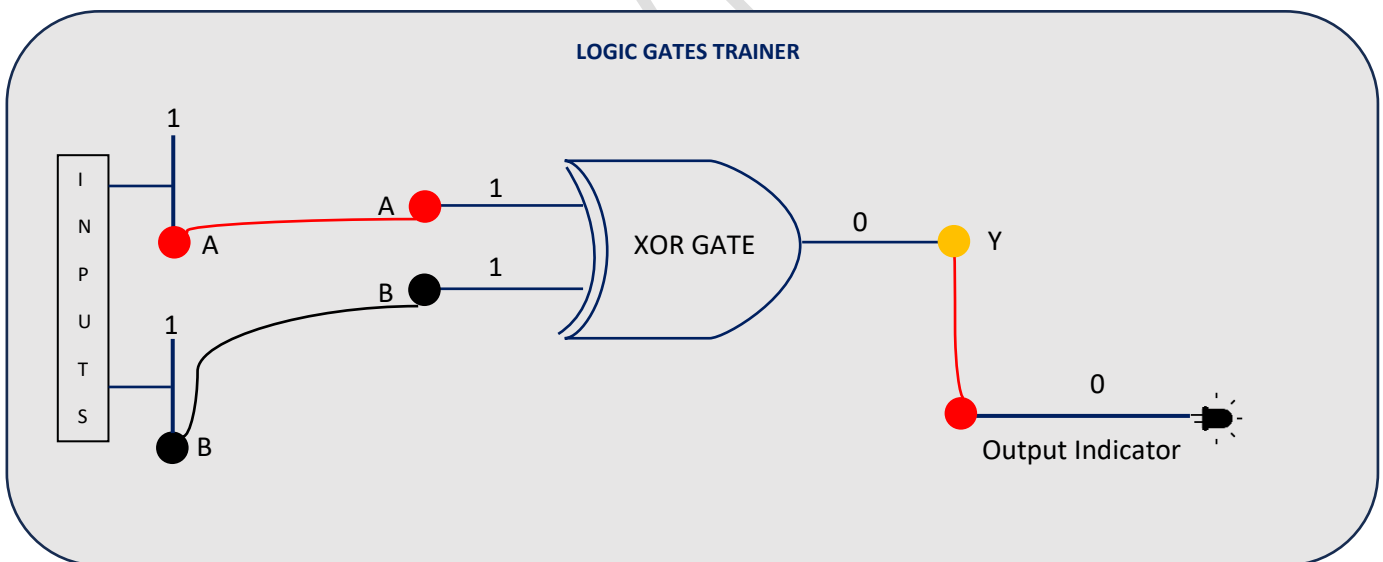 LOGIC GATES TRAINER
1
I
N
P
U
T
S
A
1
B
A
1
B
1
XOR GATE
0
Y
0
Output Indicator